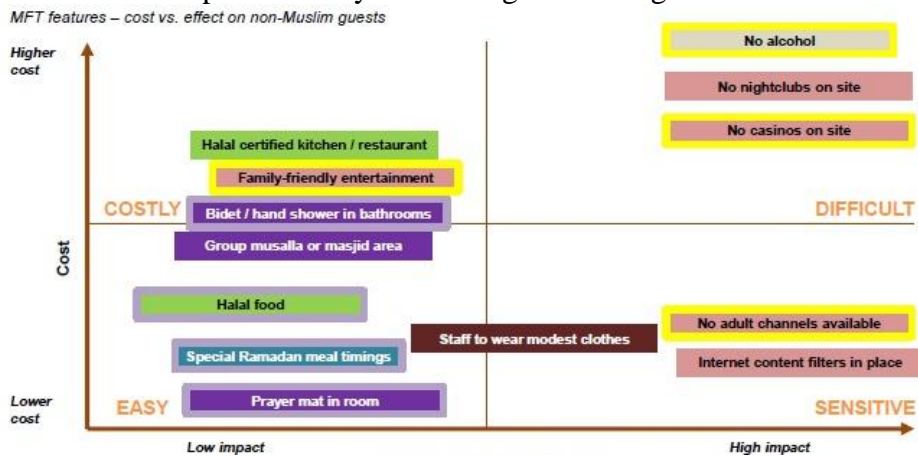 MFT features – cost vs. effect on non-Muslim guests
Higher
cost
No alcohol
No nightclubs on site
Halal certified kitchen / restaurant
No casinos on site
Family-friendly entertainment
COSTLY
Bidet / hand shower in bathrooms
DIFFICULT
Group musalla or masjid area
Cost
Halal food
No adult channels available
Staff to wear modest clothes
Special Ramadan meal timings
Internet content filters in place
Prayer mat in room
Lower
cost
EASY
SENSITIVE
Low impact
High impact